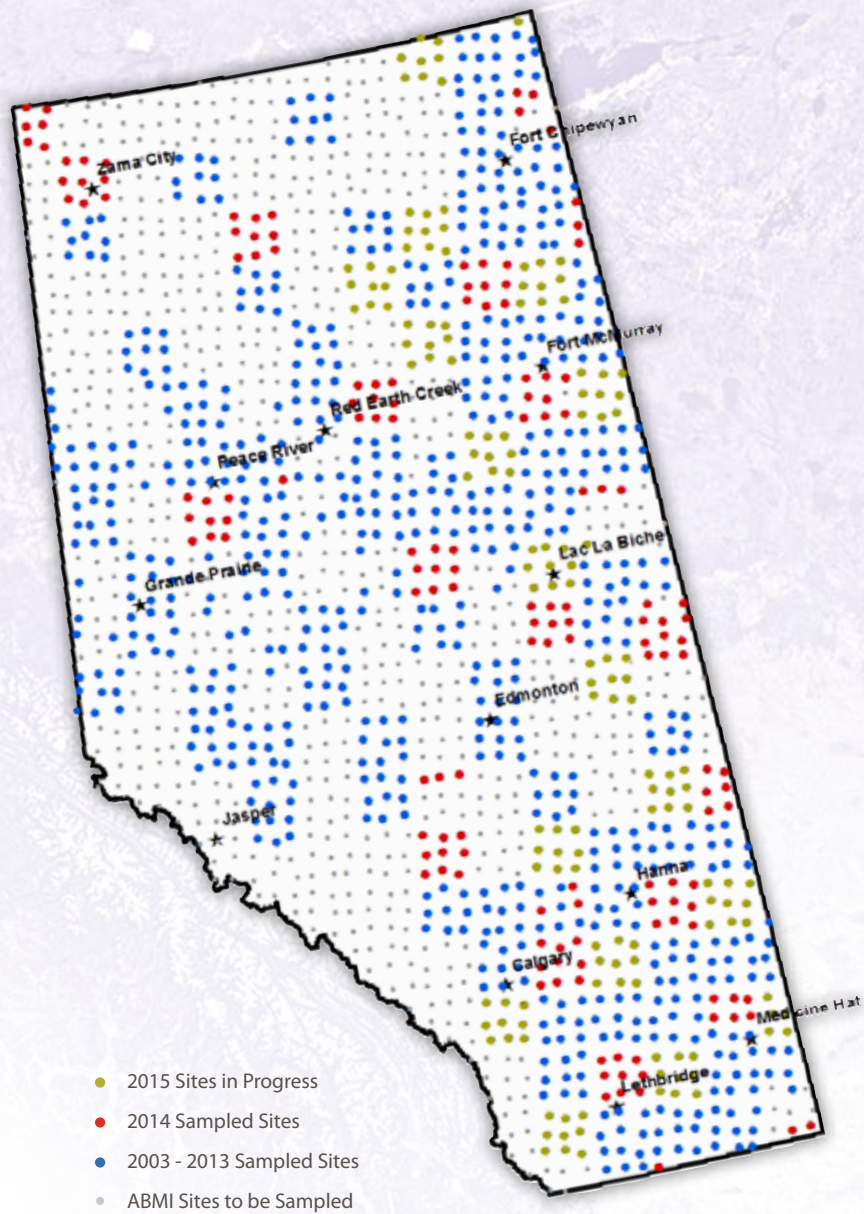 Fort Chipewyan
Zama City
Fort McMurray
Red Earth Creek
Peace River
Lac La Biche
Grande Prairie
Edmonton
Jasper
Hanna
Calgary
Medicine Hat
Lethbridge
2015 Sites in Progress
2014 Sampled Sites
2003 - 2013 Sampled Sites
ABMI Sites to be Sampled